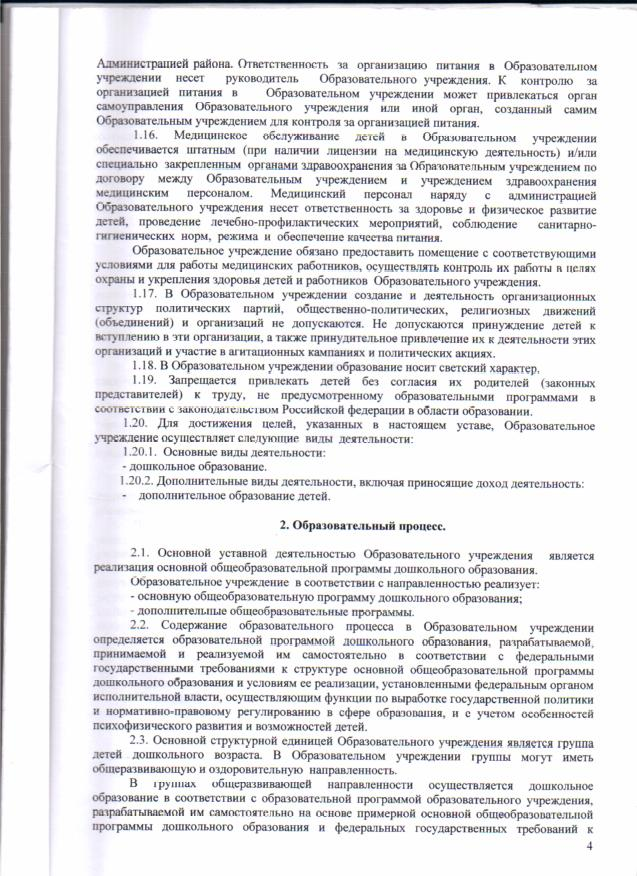 Администрацией района. Ответственность за организацию питания в Образовательном
учреждении несет руководитель Образовательного учреждения. К контролю за
организацией питания в Образовательном учреждении может привлекаться орган
самоуправления Образовательного учреждения или иной орган, созданный самим
Образовательным учреждением для контроля за организацией питания.
1.16. Медицинское обслуживание детей в Образовательном учреждении
обеспечивается штатным (при наличии лицензии на медицинскую деятельность) и/или
специально закрепленным органами здравоохранения за Образовательным учреждением по
договору между Образовательным учреждением и учреждением здравоохранения
медицинским персоналом. Медицинский персонал наряду с администрацией
Образовательного учреждения несет ответственность за здоровье и физическое развитие
детей, проведение лечебно-профилактических мероприятий, соблюдение санитарно-
гигиенических норм, режима и обеспечение качества питания.
Образовательное учреждение обязано предоставить помещение с соответствующими
условиями для работы медицинских работников, осуществлять контроль их работы в целях
охраны и укрепления здоровья детей и работников Образовательного учреждения.
1.17. В Образовательном учреждении создание и деятельность организационных
структур политических партий, общественно-политических, религиозных движений
(объединений) и организаций не допускаются. Не допускаются принуждение детей к
вступлению в эти организации, а также принудительное привлечение их к деятельности этих
организаций и участие в агитационных кампаниях и политических акциях.
1.18. В Образовательном учреждении образование носит светский характер.
1.19. Запрещается привлекать детей без согласия их родителей (законных
представителей) к труду, не предусмотренному образовательными программами в
соответствии с законодательством Российской федерации в области образовании.
1.20. Для достижения целей, указанных в настоящем уставе, Образовательное
учреждение осуществляет следующие виды деятельности:
1.20.1. Основные виды деятельности:
- дошкольное образование.
1.20.2. Дополнительные виды деятельности, включая приносящие доход деятельность:
- дополнительное образование детей.
2. Образовательный процесс.
2.1. Основной уставной деятельностью Образовательного учреждения является
реализация основной общеобразовательной программы дошкольного образования.
Образовательное учреждение в соответствии с направленностью реализует:
- основную общеобразовательную программу дошкольного образования;
- дополнительные общеобразовательные программы.
2.2. Содержание образовательного процесса в Образовательном учреждении
определяется образовательной программой дошкольного образования, разрабатываемой,
принимаемой и реализуемой им самостоятельно в соответствии с федеральными
государственными требованиями к структуре основной общеобразовательной программы
дошкольного образования и условиям ее реализации, установленными федеральным органом
исполнительной власти, осуществляющим функции по выработке государственной политики
и нормативно-правовому регулированию в сфере образования, и с учетом особенностей
психофизического развития и возможностей детей.
2.3. Основной структурной единицей Образовательного учреждения является группа
детей дошкольного возраста. В Образовательном учреждении группы могут иметь
общеразвивающую и оздоровительную направленность.
В группах общеразвивающей направленности осуществляется дошкольное
образование в соответствии с образовательной программой образовательного учреждения,
разрабатываемой им самостоятельно на основе примерной основной общеобразовательной
программы дошкольного образования и федеральных государственных требований к
4